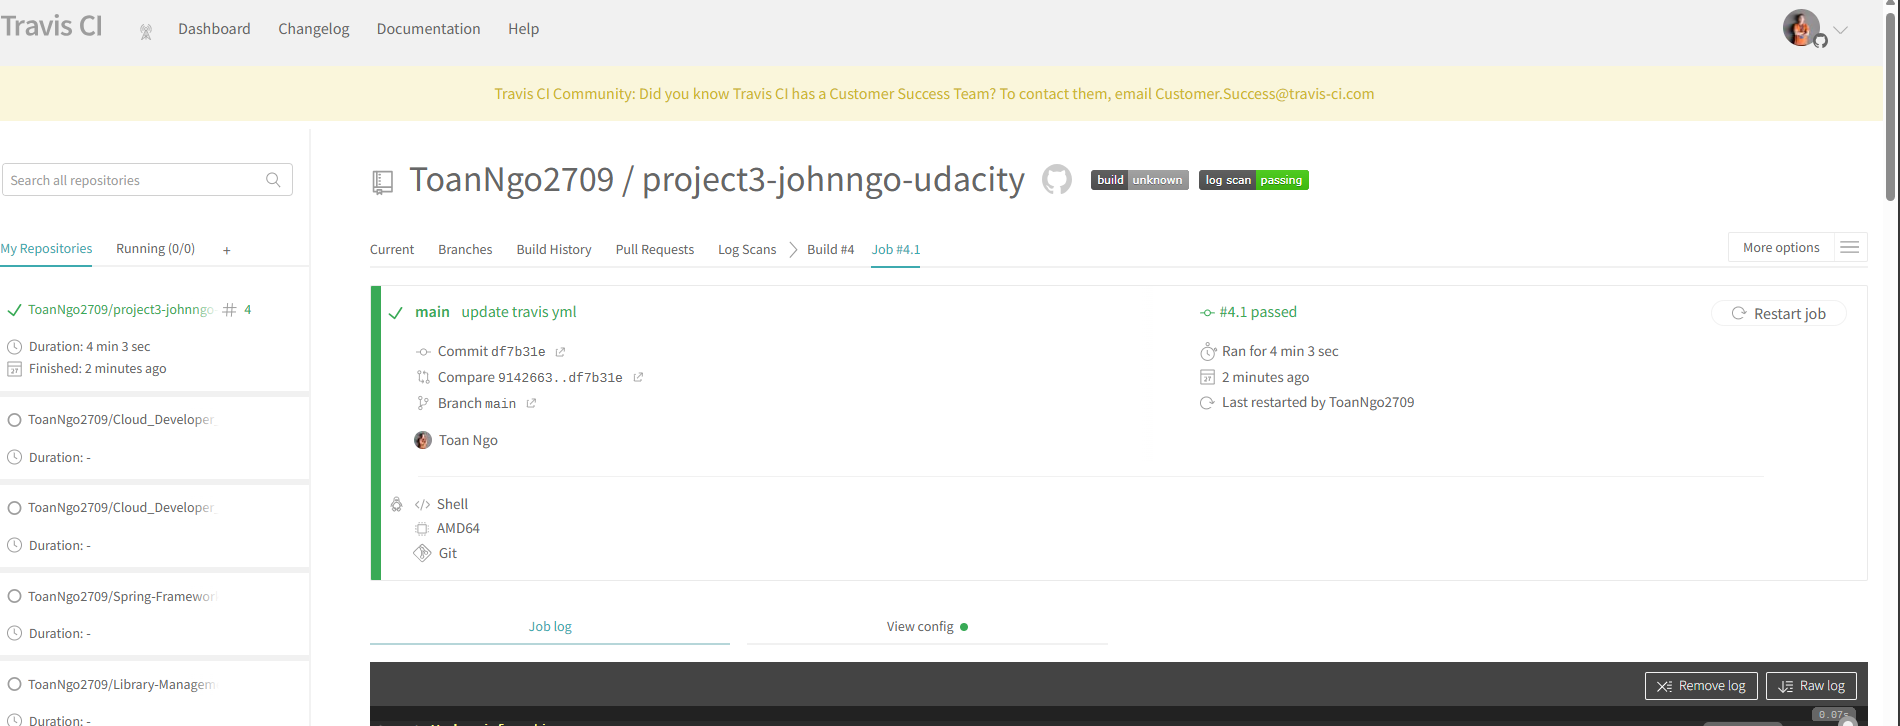 Travis CI
Dashboard
Changelog
Documentation
Help
Travis CI Community: Did you know Travis CI has a Customer Success Team? To contact them, email Customer.Success@travis-ci.com
Search all repositories
My Repositories
Running (0/0)
+
ToanNgo2709/project3-johnngo
# 4
Duration: 4 min 3 sec
Finished: 2 minutes ago
ToanNgo2709/Cloud_Developer
Duration: -
ToanNgo2709/Cloud_Developer
Duration: -
ToanNgo2709/Spring-Framewor
Duration: -
ToanNgo2709/Library-Managem
Duration: -
ToanNgo2709 / project3-johnngo-udacity
build unknown
log scan passing
Current
Branches
Build History
Pull Requests
Log Scans
Build #4
Job #4.1
More options
main update travis yml
Commit df7b31e
Compare 9142663..df7b31e
Branch main
Toan Ngo
#4.1 passed
Ran for 4 min 3 sec
2 minutes ago
Last restarted by ToanNgo2709
Restart job
Shell
AMD64
Git
Job log
View config
Remove log
Raw log
0.07s